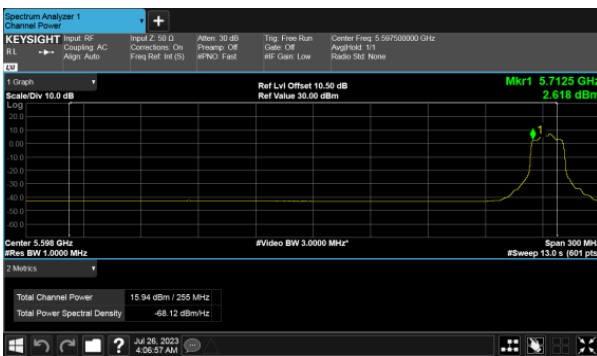 Spectrum Analyzer 1
Channel Power
+
KEYSIGHT Input: RF Input Z: 50 Ω Atten: 30 dB Trig: Free Run Center Freq: 5.597500000 GHz
RL Coupling: AC Corrections: On Preamp: Off Gate: Off Avg|Hold: 1/1
Align: Auto Freq Ref: Int (S) #PNO: Fast #IF Gain: Low Radio Std: None
LXI
1 Graph Ref Lvl Offset 10.50 dB Mkr1 5.7125 GHz
Scale/Div 10.0 dB Ref Value 30.00 dBm 2.618 dBm
Log
20.0
10.0
1
0.00
-10.0
-20.0
-30.0
-40.0
-50.0
-60.0
Center 5.598 GHz #Video BW 3.0000 MHz* Span 300 MH
#Res BW 1.0000 MHz #Sweep 13.0 s (601 pts
2 Metrics
Total Channel Power 15.94 dBm / 255 MHz
Total Power Spectral Density -68.12 dBm/Hz
? Jul 26, 2023
4:06:57 AM